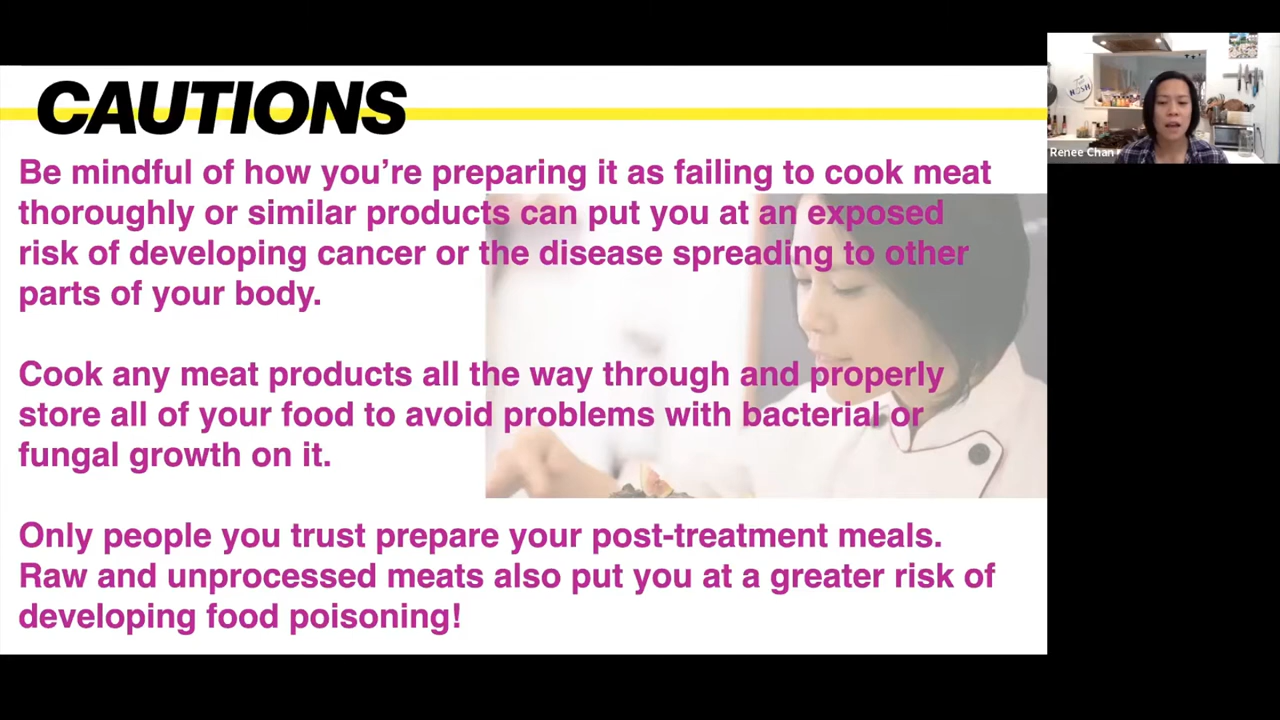 CAUTIONS
Be mindful of how you’re preparing it as failing to cook meat
thoroughly or similar products can put you at an exposed
risk of developing cancer or the disease spreading to other
parts of your body.
Cook any meat products all the way through and properly
store all of your food to avoid problems with bacterial or
fungal growth on it.
Only people you trust prepare your post-treatment meals.
Raw and unprocessed meats also put you at a greater risk of
developing food poisoning!
Renee Chan